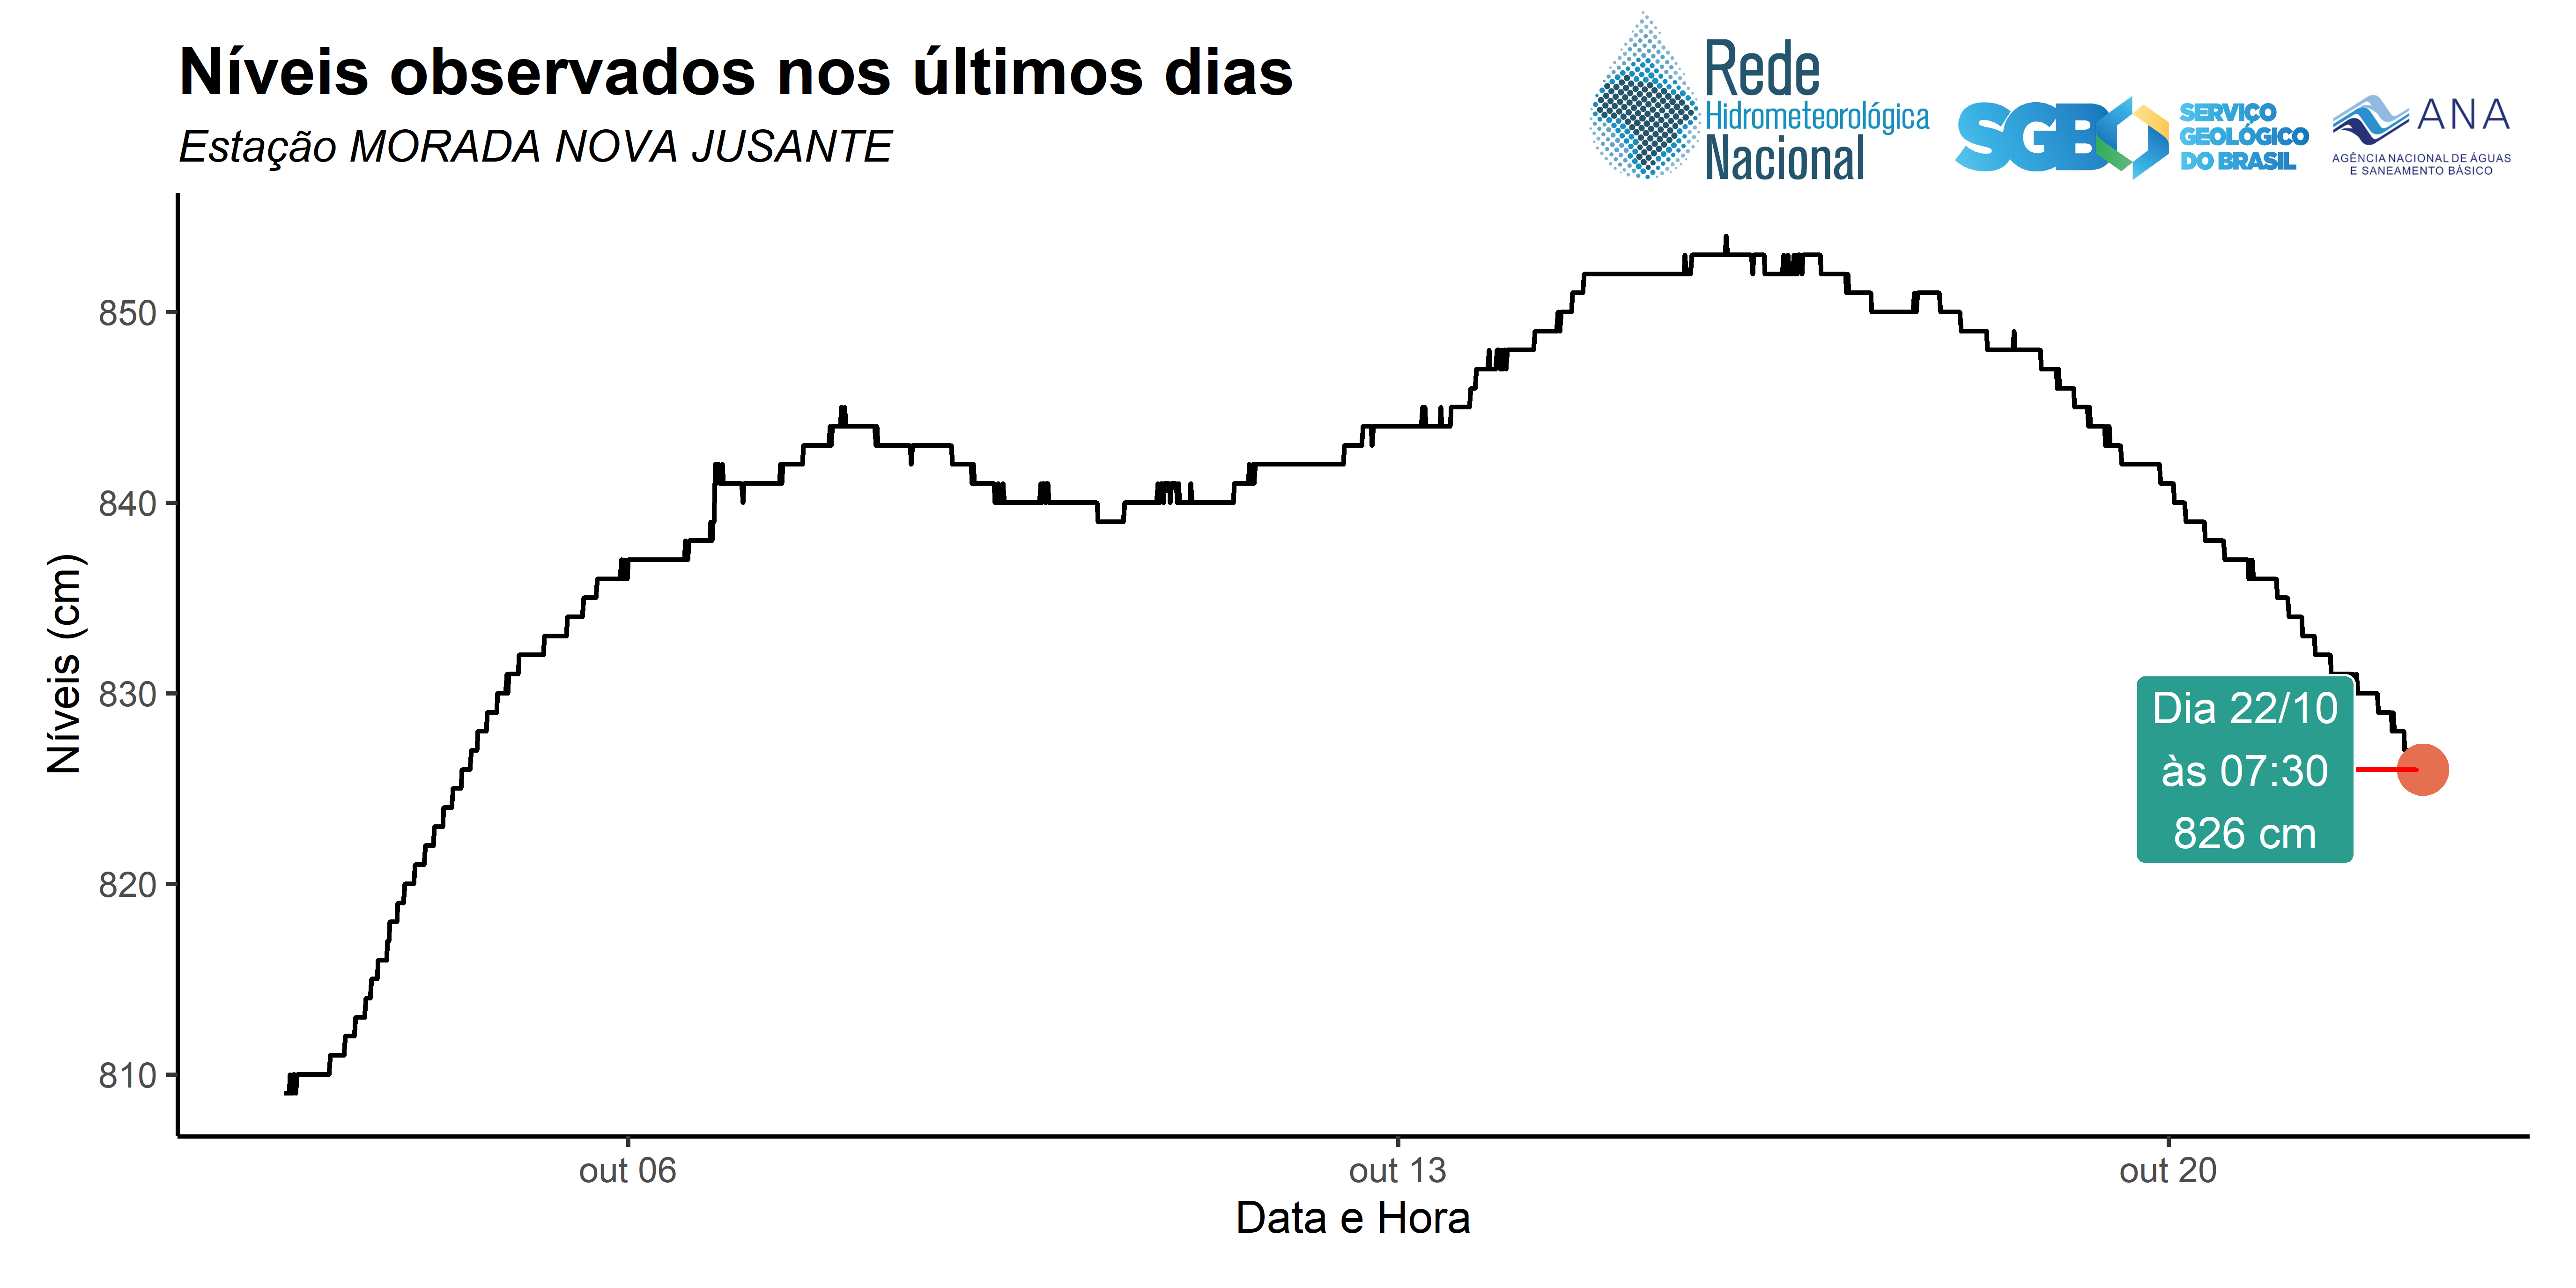 Níveis observados nos últimos dias
Estação MORADA NOVA JUSANTE
Rede
Hidrometeorológica
Nacional
SGB
SERVIÇO
GEOLÓGICO
DO BRASIL
ANA
AGÊNCIA NACIONAL DE ÁGUAS
E SANEAMENTO BÁSICO
Níveis (cm)
850
840
830
820
810
Dia 22/10
às 07:30
826 cm
out 06
out 13
out 20
Data e Hora